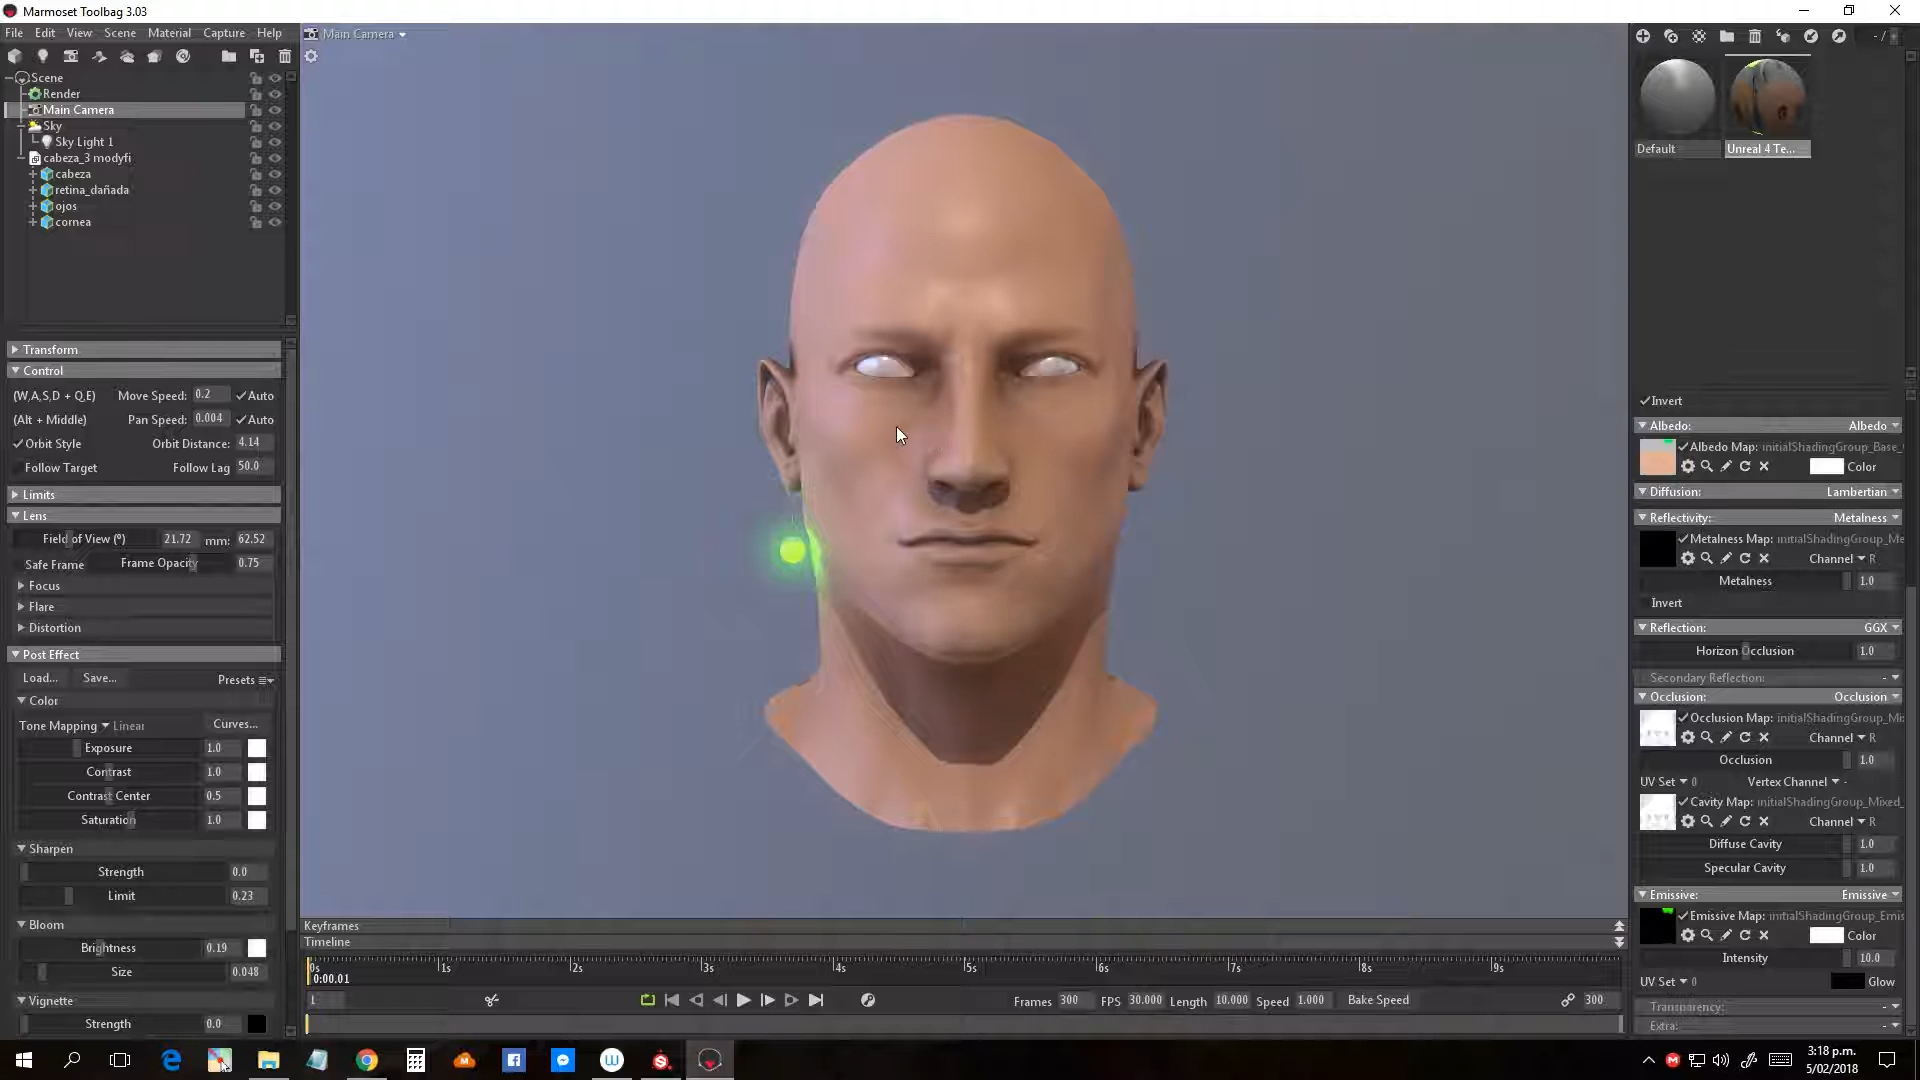 Marmoset Toolbag 3.03
File Edit View Scene Material Capture Help
Main Camera
Scene
Render
Main Camera
Sky
Sky Light 1
cabeza_3 modyfi
cabeza
retina_dañada
ojos
cornea
Transform
Control
(W,A,S,D + Q,E) Move Speed: 0.2 Auto
(Alt + Middle) Pan Speed: 0.004 Auto
Orbit Style Orbit Distance: 4.14
Follow Target Follow Lag 50.0
Limits
Lens
Field of View (º) 21.72 mm: 62.52
Safe Frame Frame Opacity 0.75
Focus
Flare
Distortion
Post Effect
Load... Save... Presets
Color
Tone Mapping Linear Curves...
Exposure 1.0
Contrast 1.0
Contrast Center 0.5
Saturation 1.0
Sharpen
Strength 0.0
Limit 0.23
Bloom
Brightness 0.19
Size 0.048
Vignette
Strength 0.0
Keyframes
Timeline
0s 1s 2s 3s 4s 5s 6s 7s 8s 9s
0:00.01
1 Frames 300 FPS 30.000 Length 10.000 Speed 1.000 Bake Speed 300
- /
Default Unreal 4 Te...
Invert
Albedo: Albedo
Albedo Map: initialShadingGroup_Base_
Color
Diffusion: Lambertian
Reflectivity: Metalness
Metalness Map: initialShadingGroup_Me
Channel R
Metalness 1.0
Invert
Reflection: GGX
Horizon Occlusion 1.0
Secondary Reflection: -
Occlusion: Occlusion
Occlusion Map: initialShadingGroup_Mi
Channel R
Occlusion 1.0
UV Set 0 Vertex Channel -
Cavity Map: initialShadingGroup_Mixed_
Channel R
Diffuse Cavity 1.0
Specular Cavity 1.0
Emissive: Emissive
Emissive Map: initialShadingGroup_Emis
Color
Intensity 10.0
UV Set 0 Glow
Transparency: -
Extra: -
3:18 p.m.
5/02/2018